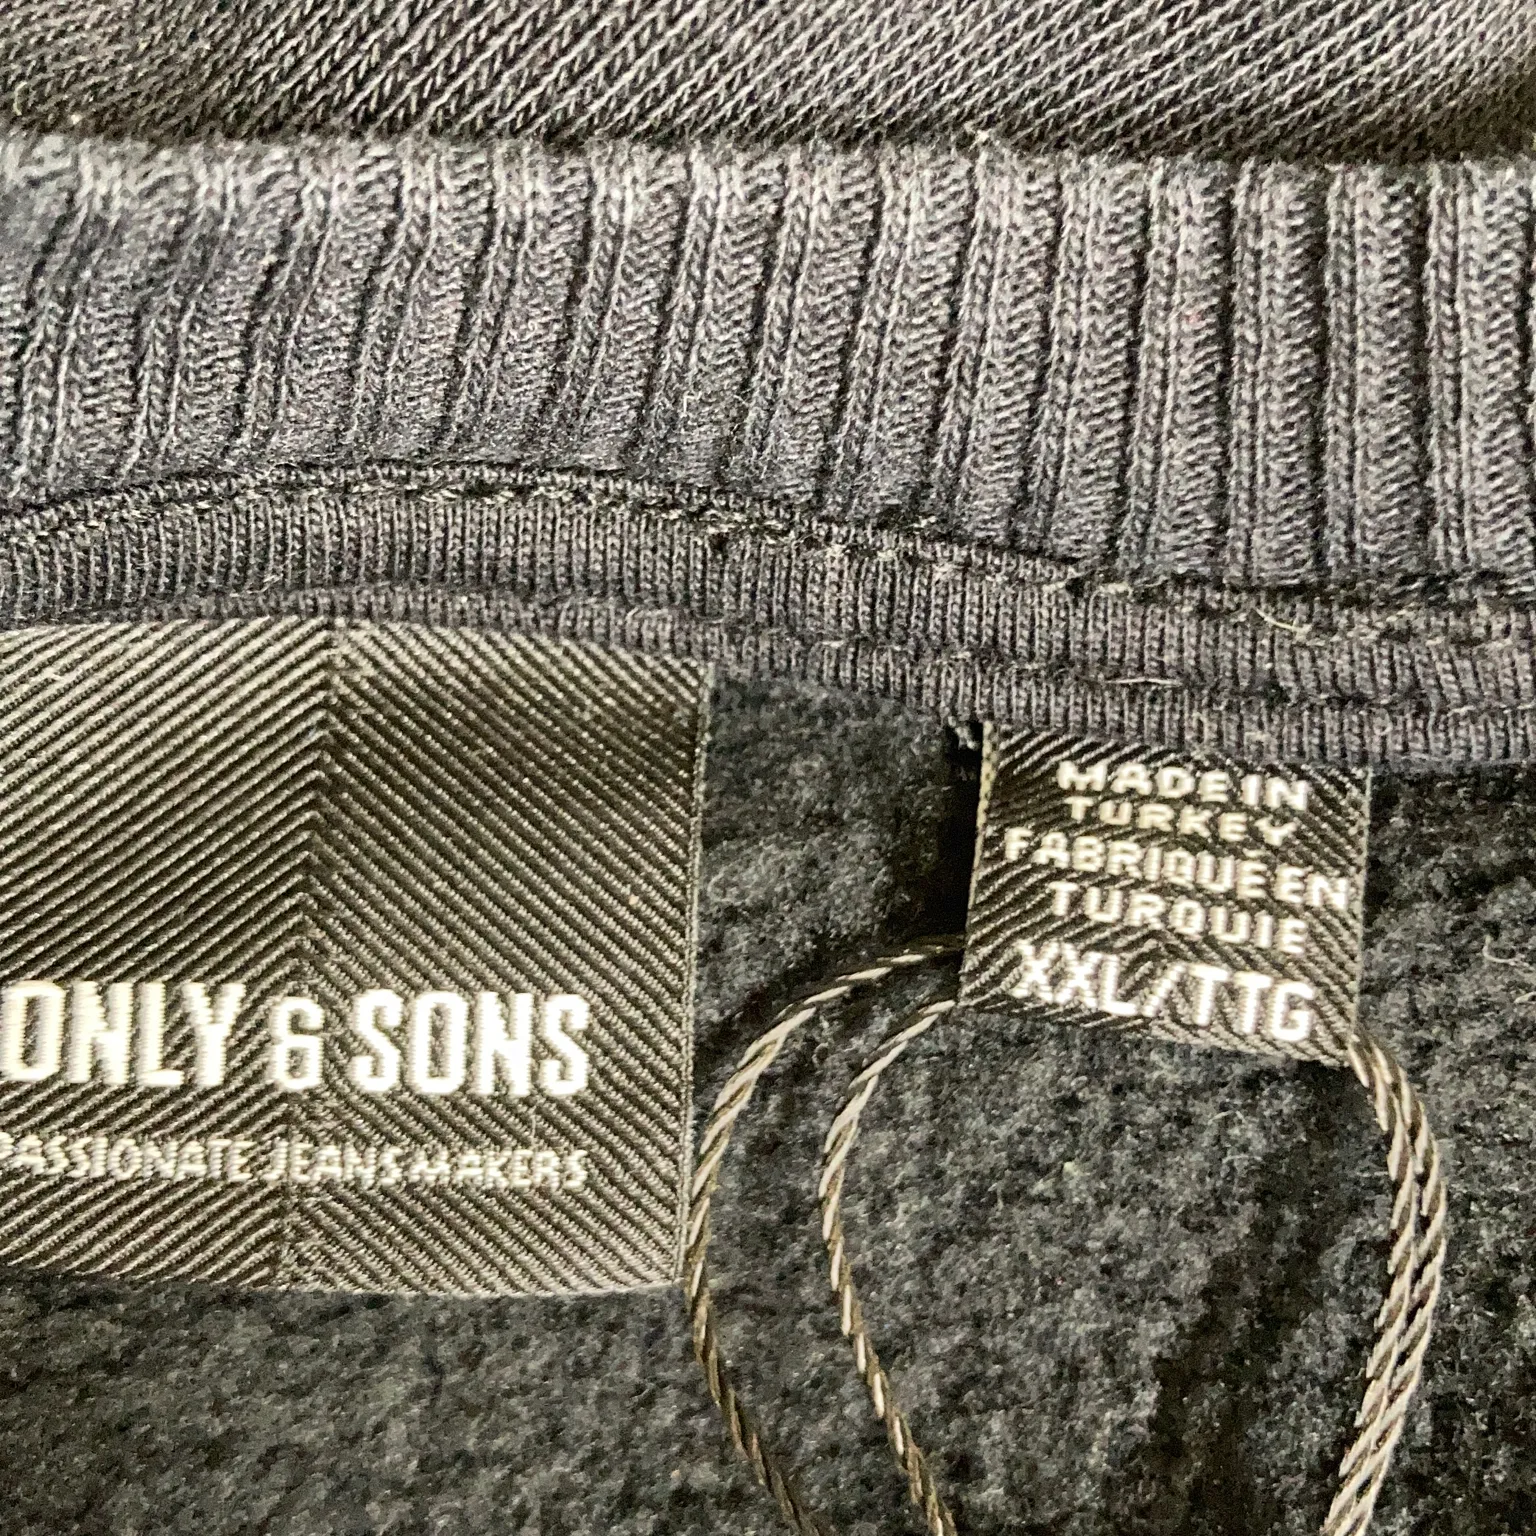 ONLY & SONS
PASSIONATE JEANS MAKERS
MADE IN
TURKEY
FABRIQUE EN
TURQUIE
XXL/TTG